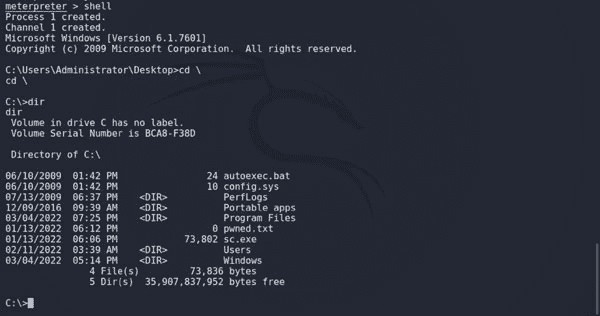 meterpreter > shell
Process 1 created.
Channel 1 created.
Microsoft Windows [Version 6.1.7601]
Copyright (c) 2009 Microsoft Corporation.  All rights reserved.
C:\Users\Administrator\Desktop>cd \
cd \
C:\>dir
dir
 Volume in drive C has no label.
 Volume Serial Number is BCA8-F38D
 Directory of C:\
06/10/2009  01:42 PM                24 autoexec.bat
06/10/2009  01:42 PM                10 config.sys
07/13/2009  06:37 PM    <DIR>          PerfLogs
12/09/2016  09:39 AM    <DIR>          Portable apps
03/04/2022  07:25 PM    <DIR>          Program Files
01/13/2022  06:12 PM                 0 pwned.txt
01/13/2022  06:06 PM            73,802 sc.exe
02/11/2022  03:39 AM    <DIR>          Users
03/04/2022  05:14 PM    <DIR>          Windows
               4 File(s)         73,836 bytes
               5 Dir(s)  35,907,837,952 bytes free
C:\>